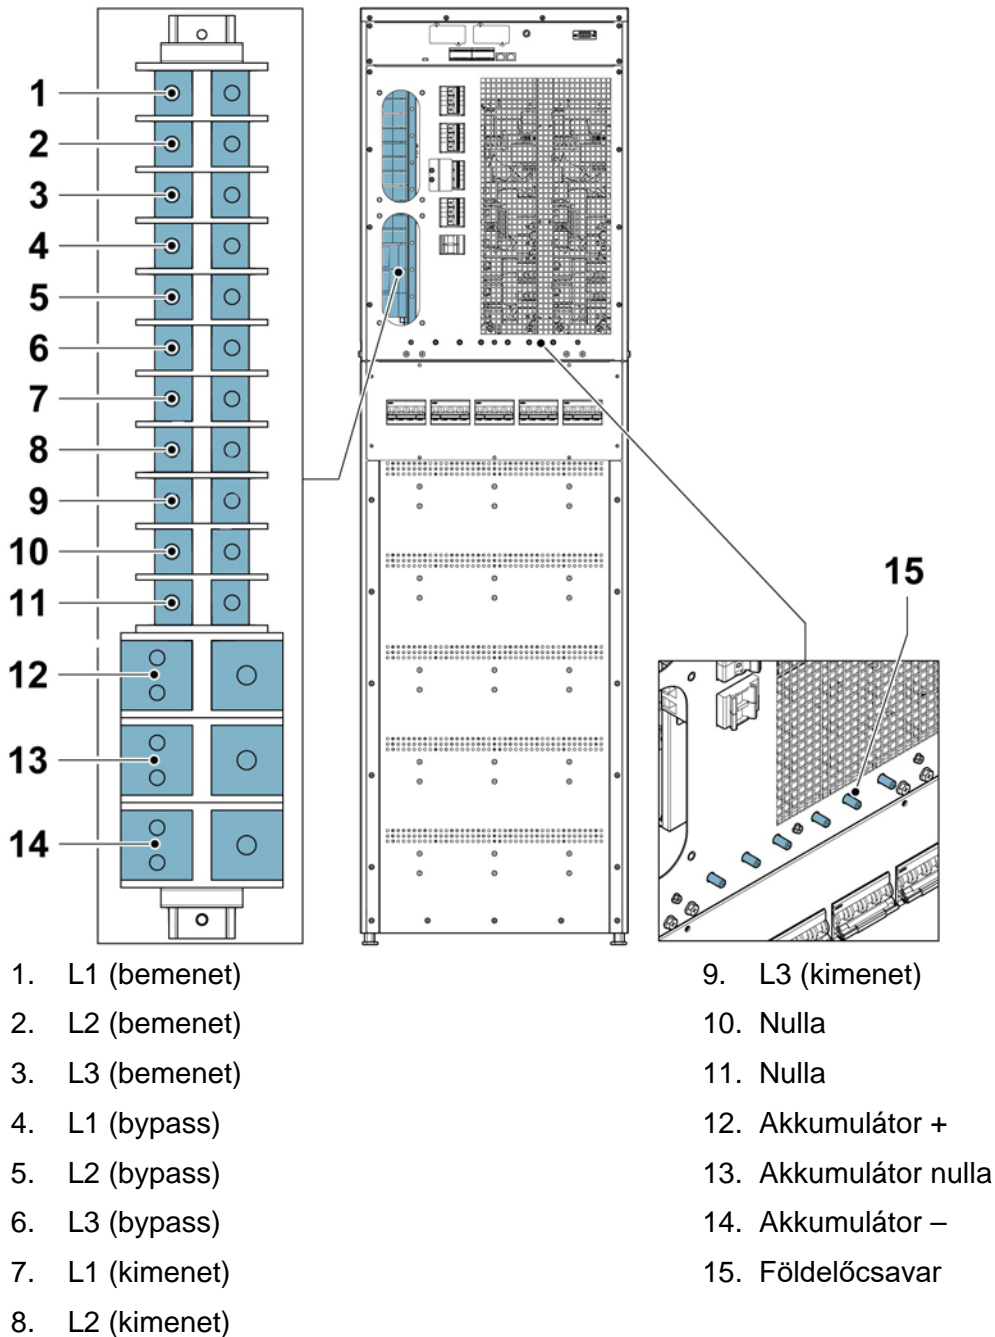 1
2
3
4
5
6
7
8
9
10
11
12
13
14
15
1. L1 (bemenet)
2. L2 (bemenet)
3. L3 (bemenet)
4. L1 (bypass)
5. L2 (bypass)
6. L3 (bypass)
7. L1 (kimenet)
8. L2 (kimenet)
9. L3 (kimenet)
10. Nulla
11. Nulla
12. Akkumulátor +
13. Akkumulátor nulla
14. Akkumulátor –
15. Földelőcsavar